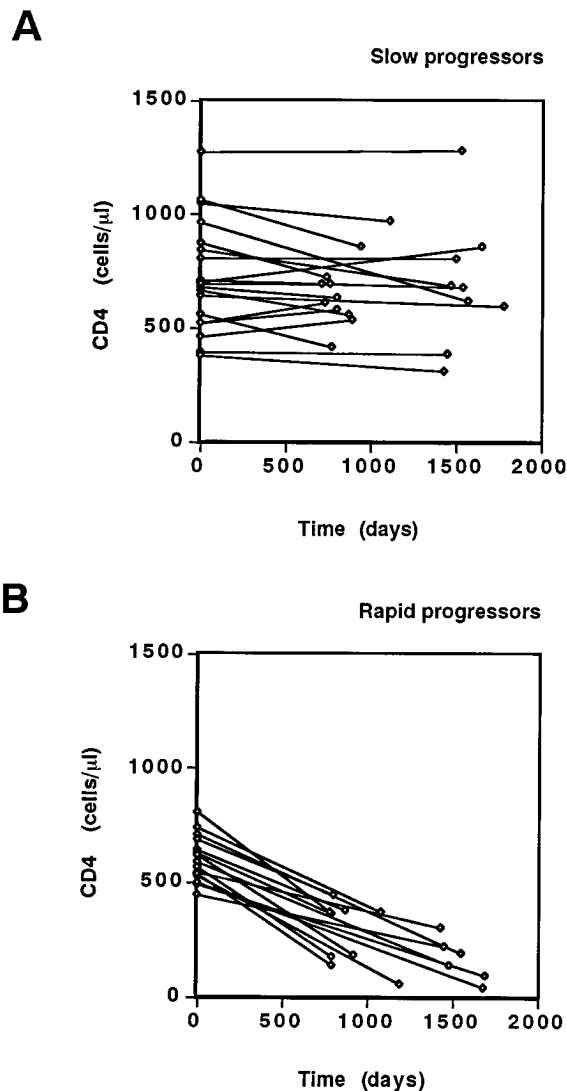 A
Slow progressors
1500
1000
500
0
CD4 (cells/μl)
0 500 1000 1500 2000
Time (days)
B
Rapid progressors
1500
1000
500
0
CD4 (cells/μl)
0 500 1000 1500 2000
Time (days)